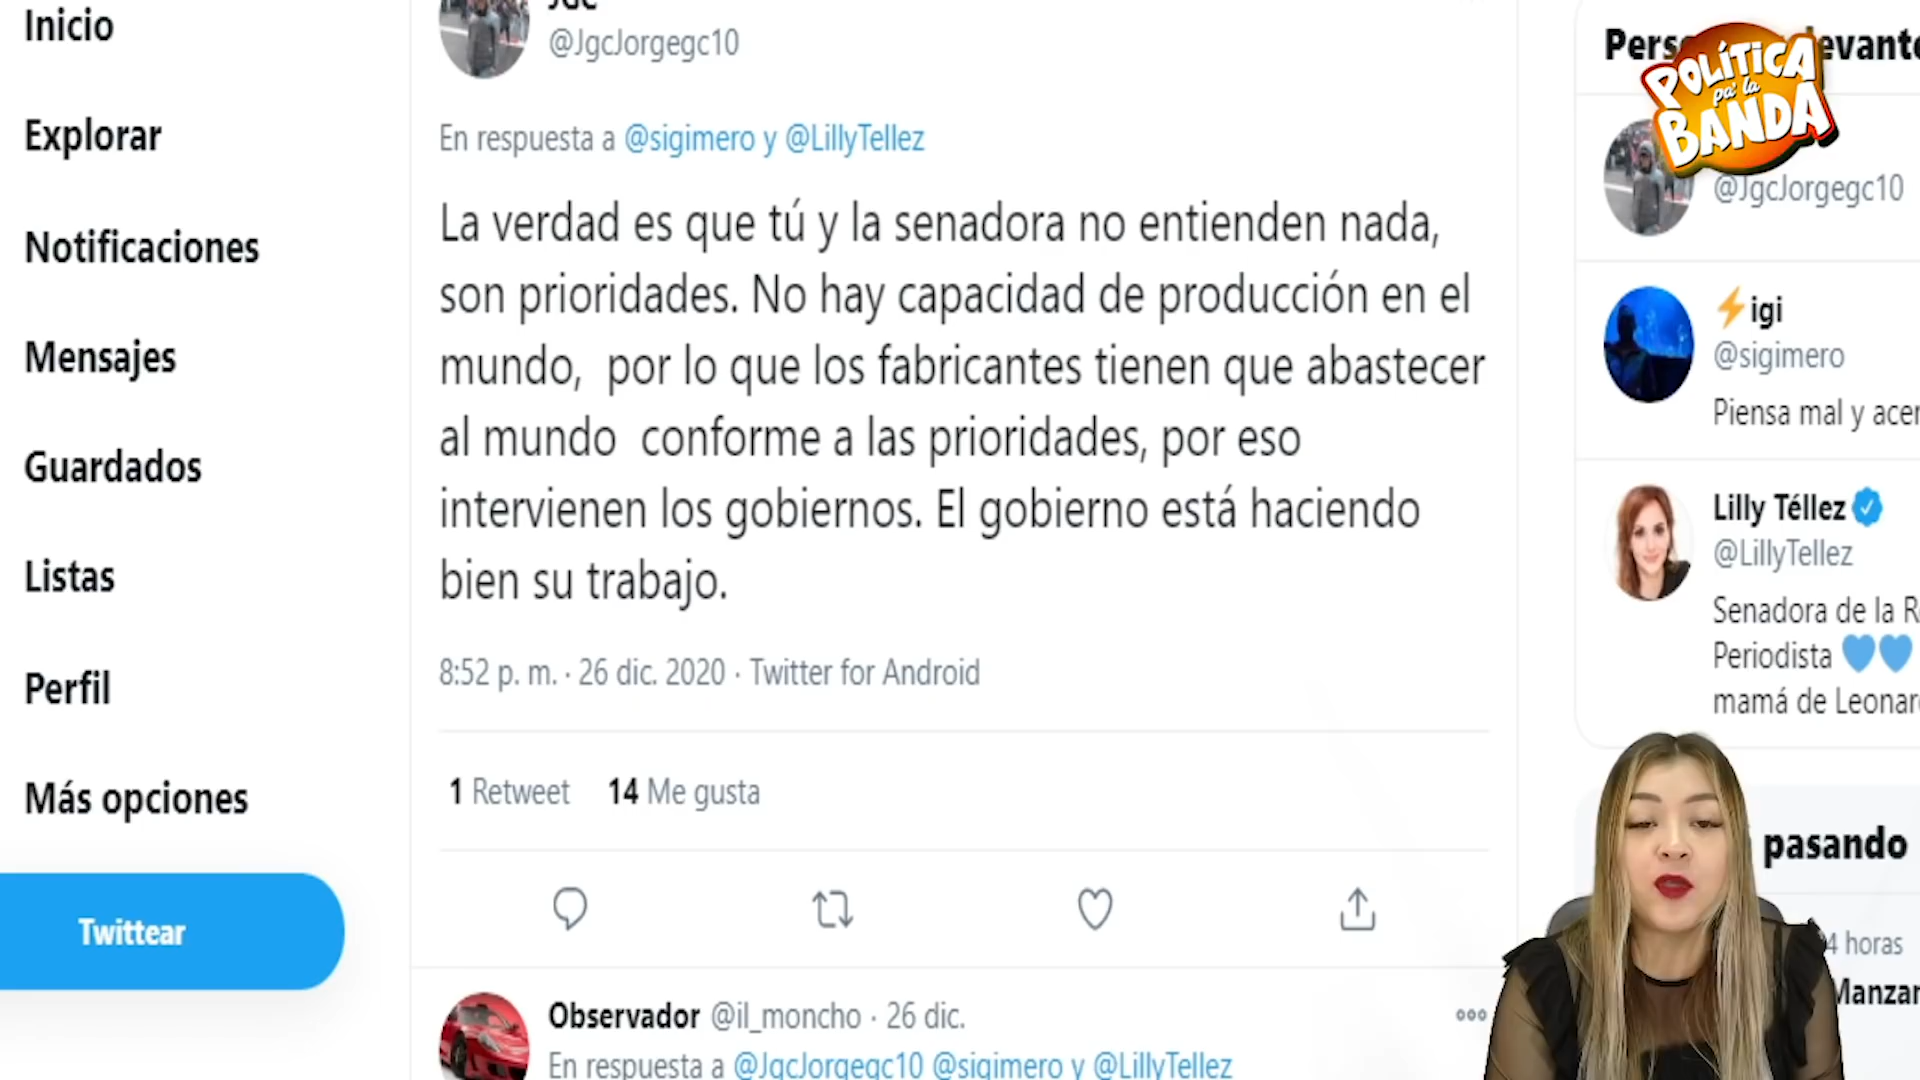 Inicio
Explorar
Notificaciones
Mensajes
Guardados
Listas
Perfil
Más opciones
Twittear
JGC
@JgcJorgegc10
En respuesta a @sigimero y @LillyTellez
La verdad es que tú y la senadora no entienden nada,
son prioridades. No hay capacidad de producción en el
mundo, por lo que los fabricantes tienen que abastecer
al mundo conforme a las prioridades, por eso
intervienen los gobiernos. El gobierno está haciendo
bien su trabajo.
8:52 p. m. · 26 dic. 2020 · Twitter for Android
1 Retweet 14 Me gusta
Observador @il_moncho · 26 dic.
En respuesta a @JgcJorgegc10 @sigimero y @LillyTellez
POLÍTICA
pa' la
BANDA
@JgcJorgegc10
⚡igi
@sigimero
Piensa mal y
Lilly Téllez
@LillyTellez
Senadora de la
Periodista 💙💙
mamá de
pasando
horas